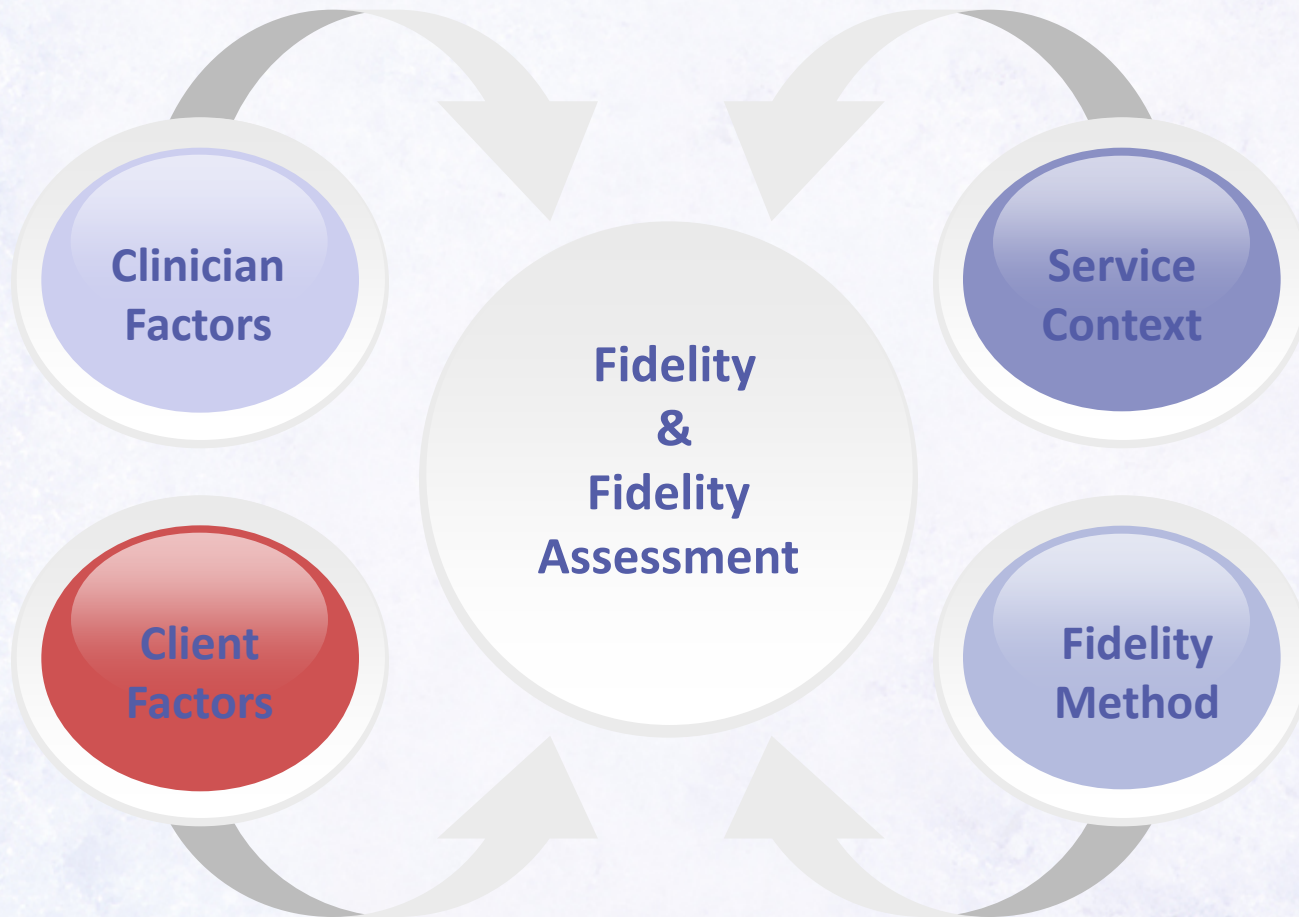 Clinician
Factors
Service
Context
Fidelity
&
Fidelity
Assessment
Client
Factors
Fidelity
Method